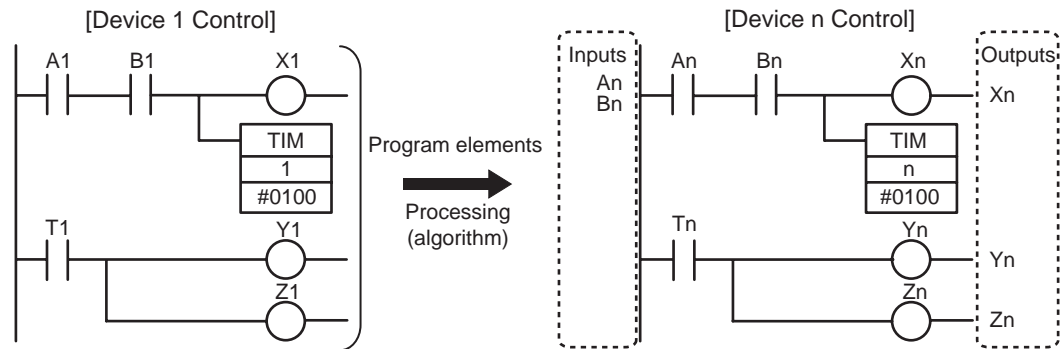 [Device 1 Control]
A1 B1 X1
TIM
1
#0100
T1 Y1
Z1
Program elements
Processing
(algorithm)
[Device n Control]
Inputs
An
Bn
An Bn Xn
TIM
n
#0100
Tn Yn
Zn
Outputs
Xn
Yn
Zn